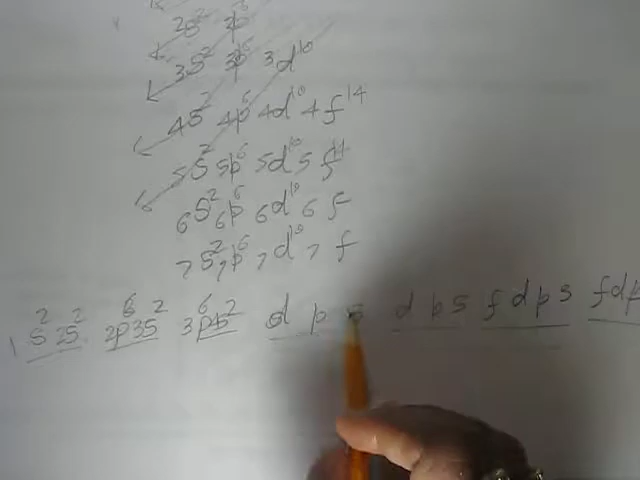 2s² 2p⁶
3s² 3p⁶ 3d¹⁰
4s² 4p⁶ 4d¹⁰ 4f¹⁴
5s² 5p⁶ 5d¹⁰ 5f¹⁴
6s² 6p⁶ 6d¹⁰ 6f
7s² 7p⁶ 7d¹⁰ 7f
1s² 2s² 2p⁶ 3s² 3p⁶ 4s² d p s d p s f d p s f d p